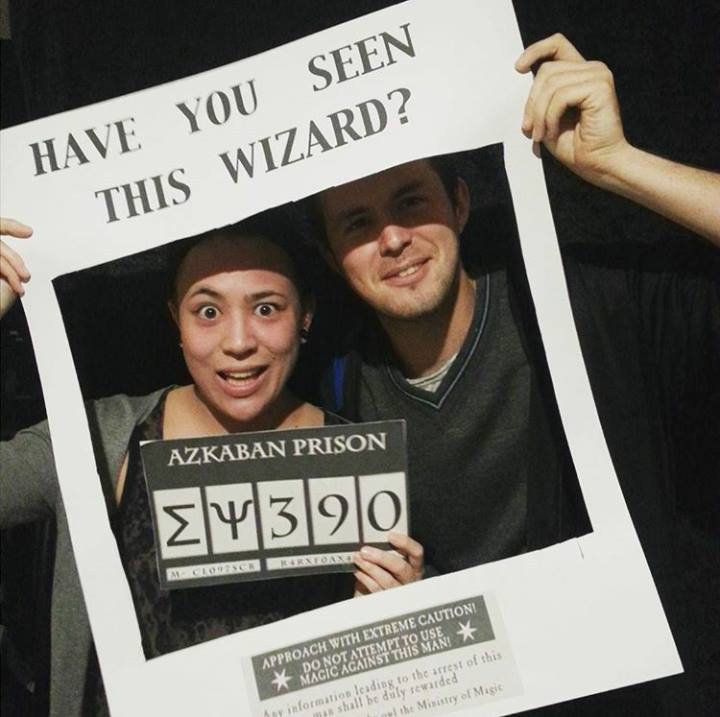 HAVE YOU SEEN
THIS WIZARD?
AZKABAN PRISON
ΣΨ390
APPROACH WITH EXTREME CAUTION!
DO NOT ATTEMPT TO USE
MAGIC AGAINST THIS MAN!
Any information leading to the arrest of this
man shall be duly rewarded
owl the Ministry of Magic